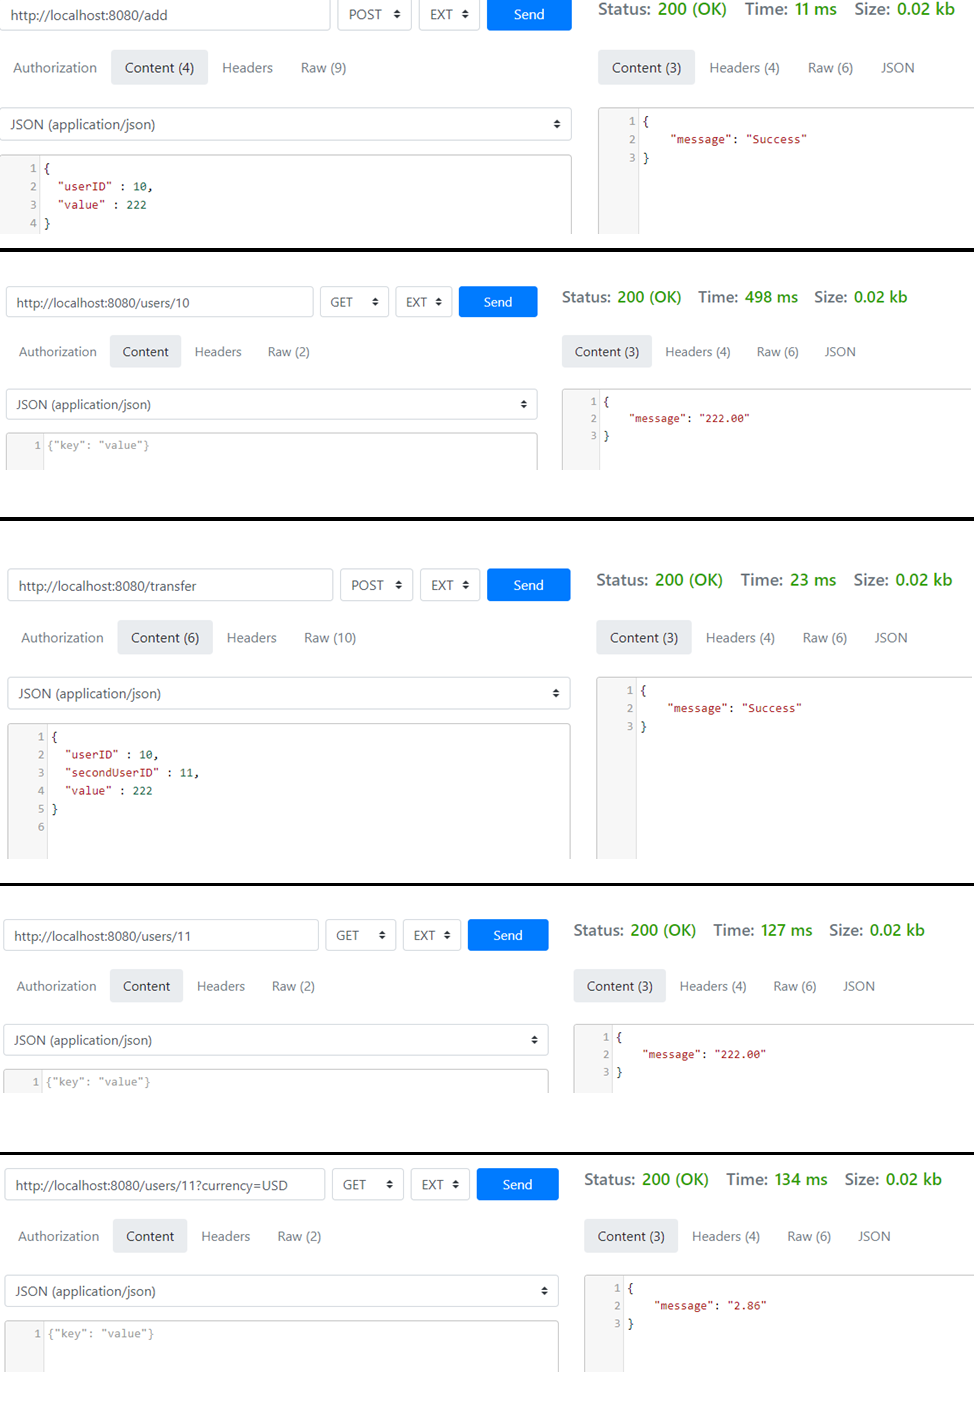 http://localhost:8080/add POST EXT Send Status: 200 (OK) Time: 11 ms Size: 0.02 kb
Authorization Content (4) Headers Raw (9) Content (3) Headers (4) Raw (6) JSON
JSON (application/json)
1 { 
2 "userID" : 10,
3 "value" : 222
4 }
1 {
2 "message": "Success"
3 }
http://localhost:8080/users/10 GET EXT Send Status: 200 (OK) Time: 498 ms Size: 0.02 kb
Authorization Content Headers Raw (2) Content (3) Headers (4) Raw (6) JSON
JSON (application/json)
1 {"key": "value"}
1 {
2 "message": "222.00"
3 }
http://localhost:8080/transfer POST EXT Send Status: 200 (OK) Time: 23 ms Size: 0.02 kb
Authorization Content (6) Headers Raw (10) Content (3) Headers (4) Raw (6) JSON
JSON (application/json)
1 {
2 "userID" : 10,
3 "secondUserID" : 11,
4 "value" : 222
5 }
6
1 {
2 "message": "Success"
3 }
http://localhost:8080/users/11 GET EXT Send Status: 200 (OK) Time: 127 ms Size: 0.02 kb
Authorization Content Headers Raw (2) Content (3) Headers (4) Raw (6) JSON
JSON (application/json)
1 {"key": "value"}
1 {
2 "message": "222.00"
3 }
http://localhost:8080/users/11?currency=USD GET EXT Send Status: 200 (OK) Time: 134 ms Size: 0.02 kb
Authorization Content Headers Raw (2) Content (3) Headers (4) Raw (6) JSON
JSON (application/json)
1 {"key": "value"}
1 {
2 "message": "2.86"
3 }